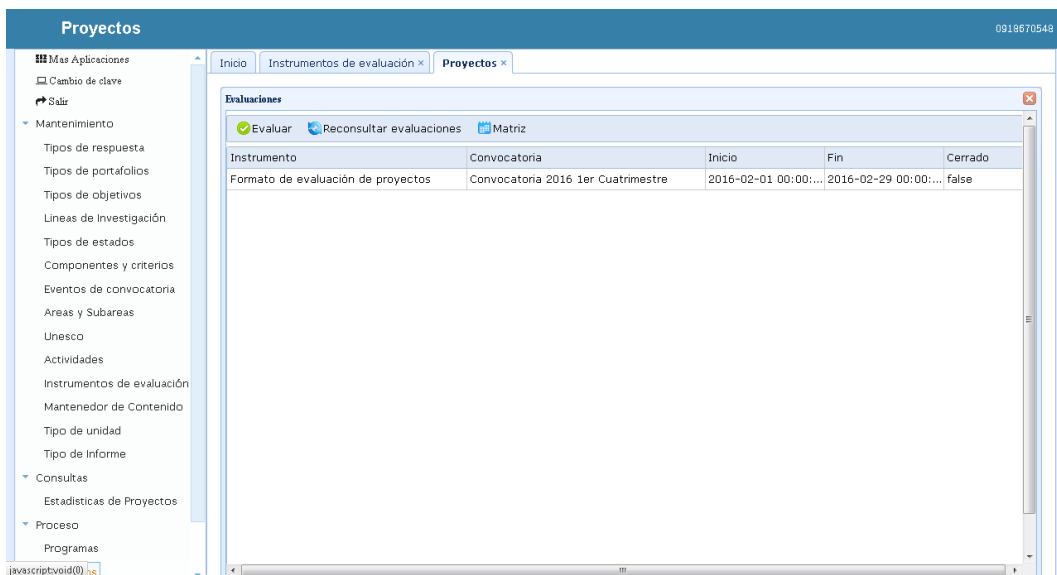 Proyectos
0918670548
Mas Aplicaciones
Cambio de clave
Salir
Mantenimiento
Tipos de respuesta
Tipos de portafolios
Tipos de objetivos
Lineas de Investigación
Tipos de estados
Componentes y criterios
Eventos de convocatoria
Areas y Subareas
Unesco
Actividades
Instrumentos de evaluación
Mantenedor de Contenido
Tipo de unidad
Tipo de Informe
Consultas
Estadisticas de Proyectos
Proceso
Programas
javascript:void(0)
Inicio
Instrumentos de evaluación ×
Proyectos ×
Evaluaciones
Evaluar
Reconsultar evaluaciones
Matriz
Instrumento Convocatoria Inicio Fin Cerrado
Formato de evaluación de proyectos Convocatoria 2016 1er Cuatrimestre 2016-02-01 00:00:... 2016-02-29 00:00:... false